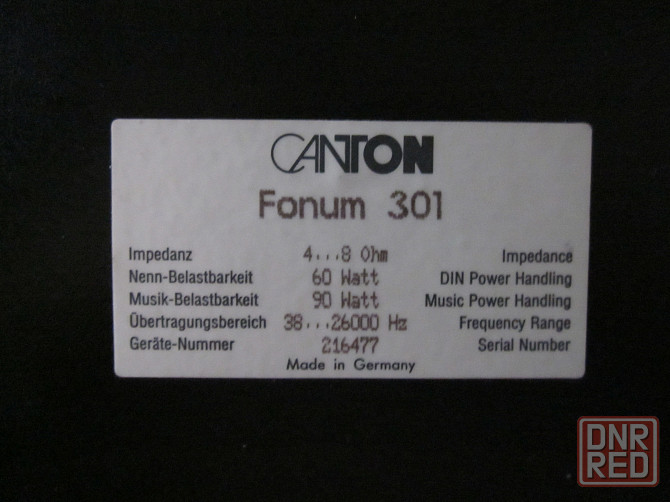 CANTON
Fonum 301
Impedanz 4...8 Ohm Impedance
Nenn-Belastbarkeit 60 Watt DIN Power Handling
Musik-Belastbarkeit 90 Watt Music Power Handling
Übertragungsbereich 38...26000 Hz Frequency Range
Geräte-Nummer 216477 Serial Number
Made in Germany
DNR
RED